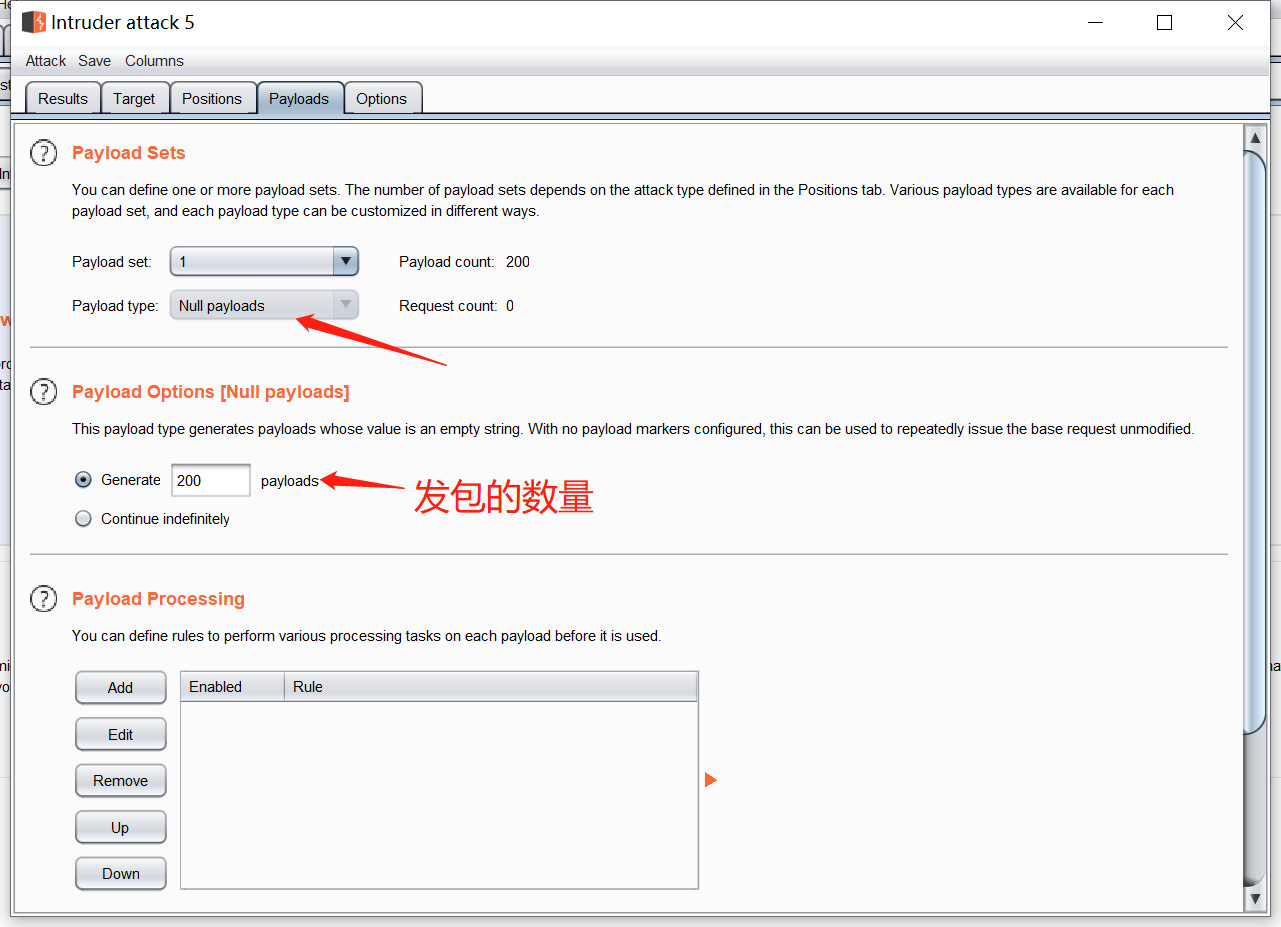 Intruder attack 5
Attack Save Columns
Results Target Positions Payloads Options
Payload Sets
You can define one or more payload sets. The number of payload sets depends on the attack type defined in the Positions tab. Various payload types are available for each
payload set, and each payload type can be customized in different ways.
Payload set: 1 Payload count: 200
Payload type: Null payloads Request count: 0
Payload Options [Null payloads]
This payload type generates payloads whose value is an empty string. With no payload markers configured, this can be used to repeatedly issue the base request unmodified.
Generate 200 payloads
发包的数量
Continue indefinitely
Payload Processing
You can define rules to perform various processing tasks on each payload before it is used.
Add
Enabled Rule
Edit
Remove
Up
Down